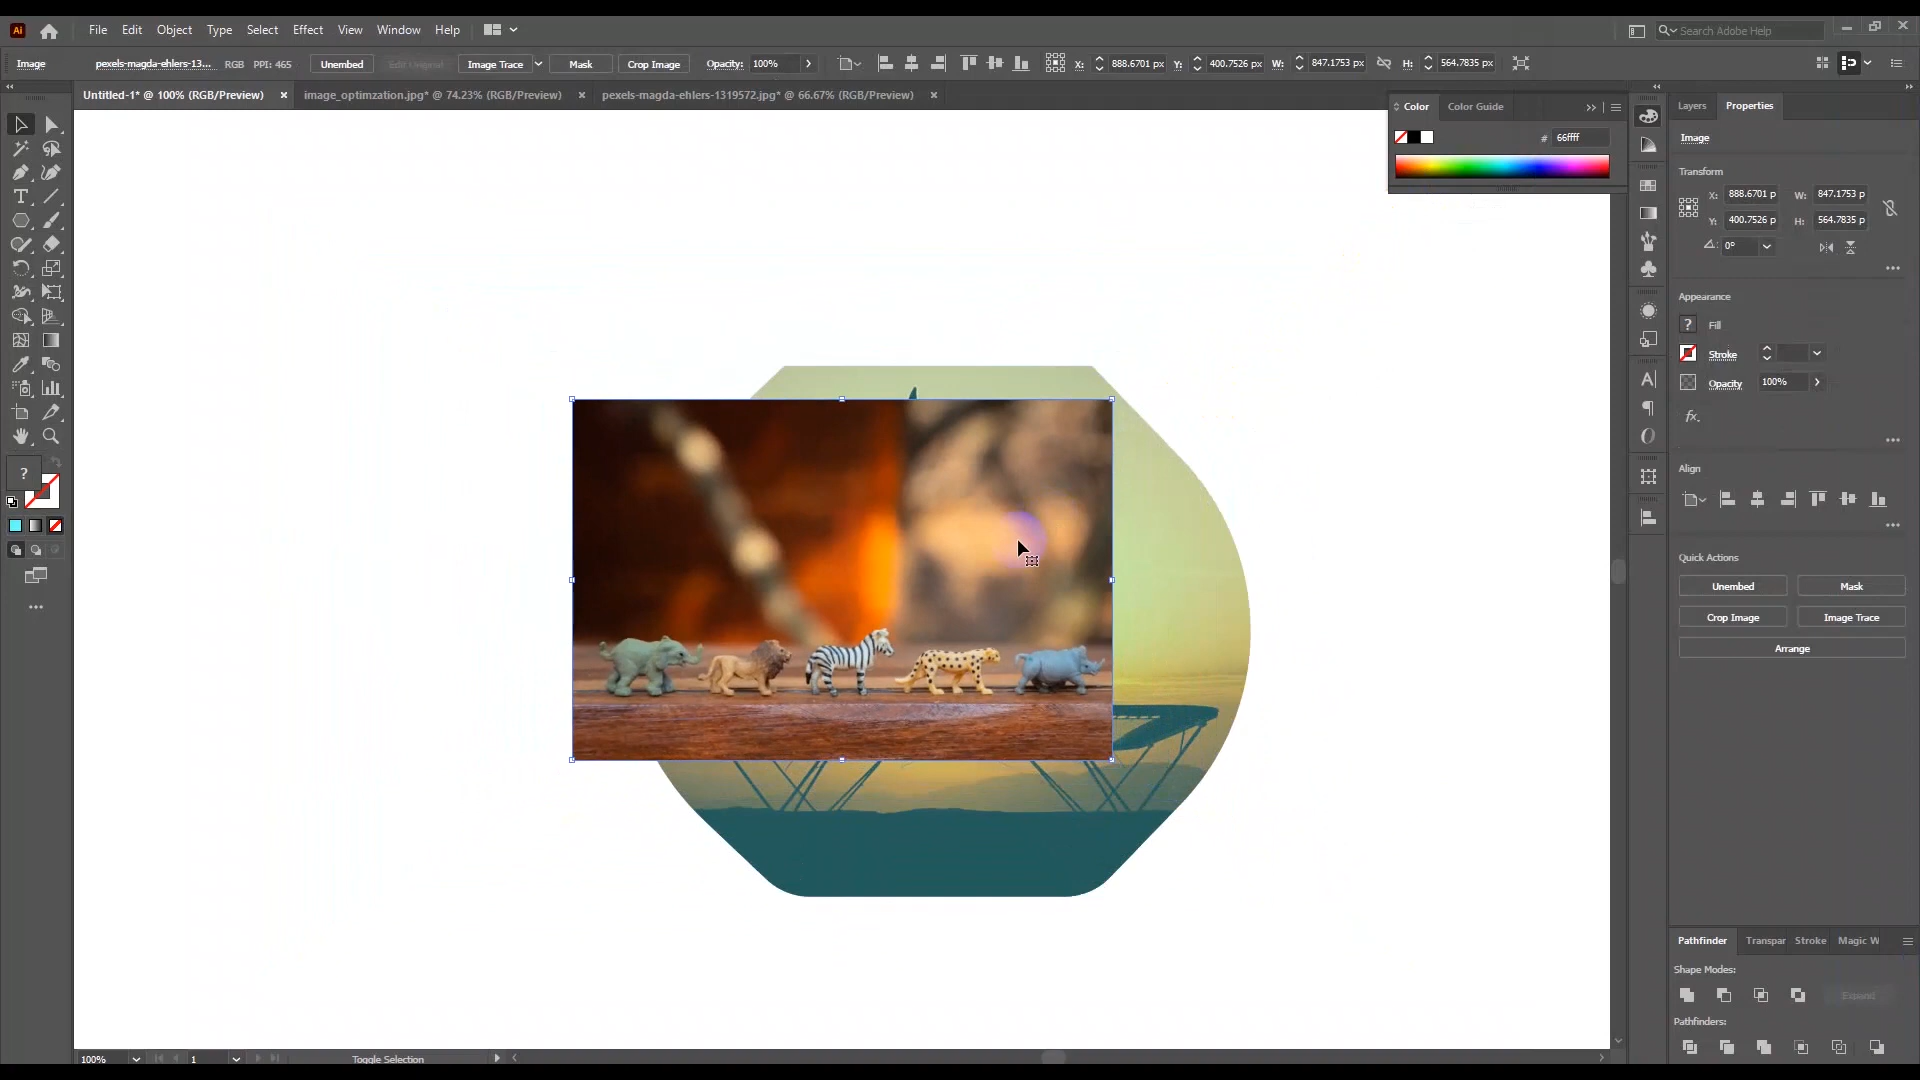 Ai File Edit Object Type Select Effect View Window Help Search Adobe Help
Image pexels-magda-ehlers-13... RGB PPI: 465 Unembed Edit Original Image Trace Mask Crop Image Opacity: 100% X: 888.6701 px Y: 400.7526 px W: 847.1753 px H: 564.7835 px
Untitled-1* @ 100% (RGB/Preview) image_optimzation.jpg* @ 74.23% (RGB/Preview) pexels-magda-ehlers-1319572.jpg* @ 66.67% (RGB/Preview)
Color Color Guide
# 66ffff
Layers Properties
Image
Transform
X: 888.6701 p W: 847.1753 p
Y: 400.7526 p H: 564.7835 p
0°
Appearance
? Fill
Stroke
Opacity 100%
fx.
Align
Quick Actions
Unembed Mask
Crop Image Image Trace
Arrange
?
Pathfinder Transpar Stroke Magic W
Shape Modes:
Expand
Pathfinders:
100% 1 Toggle Selection